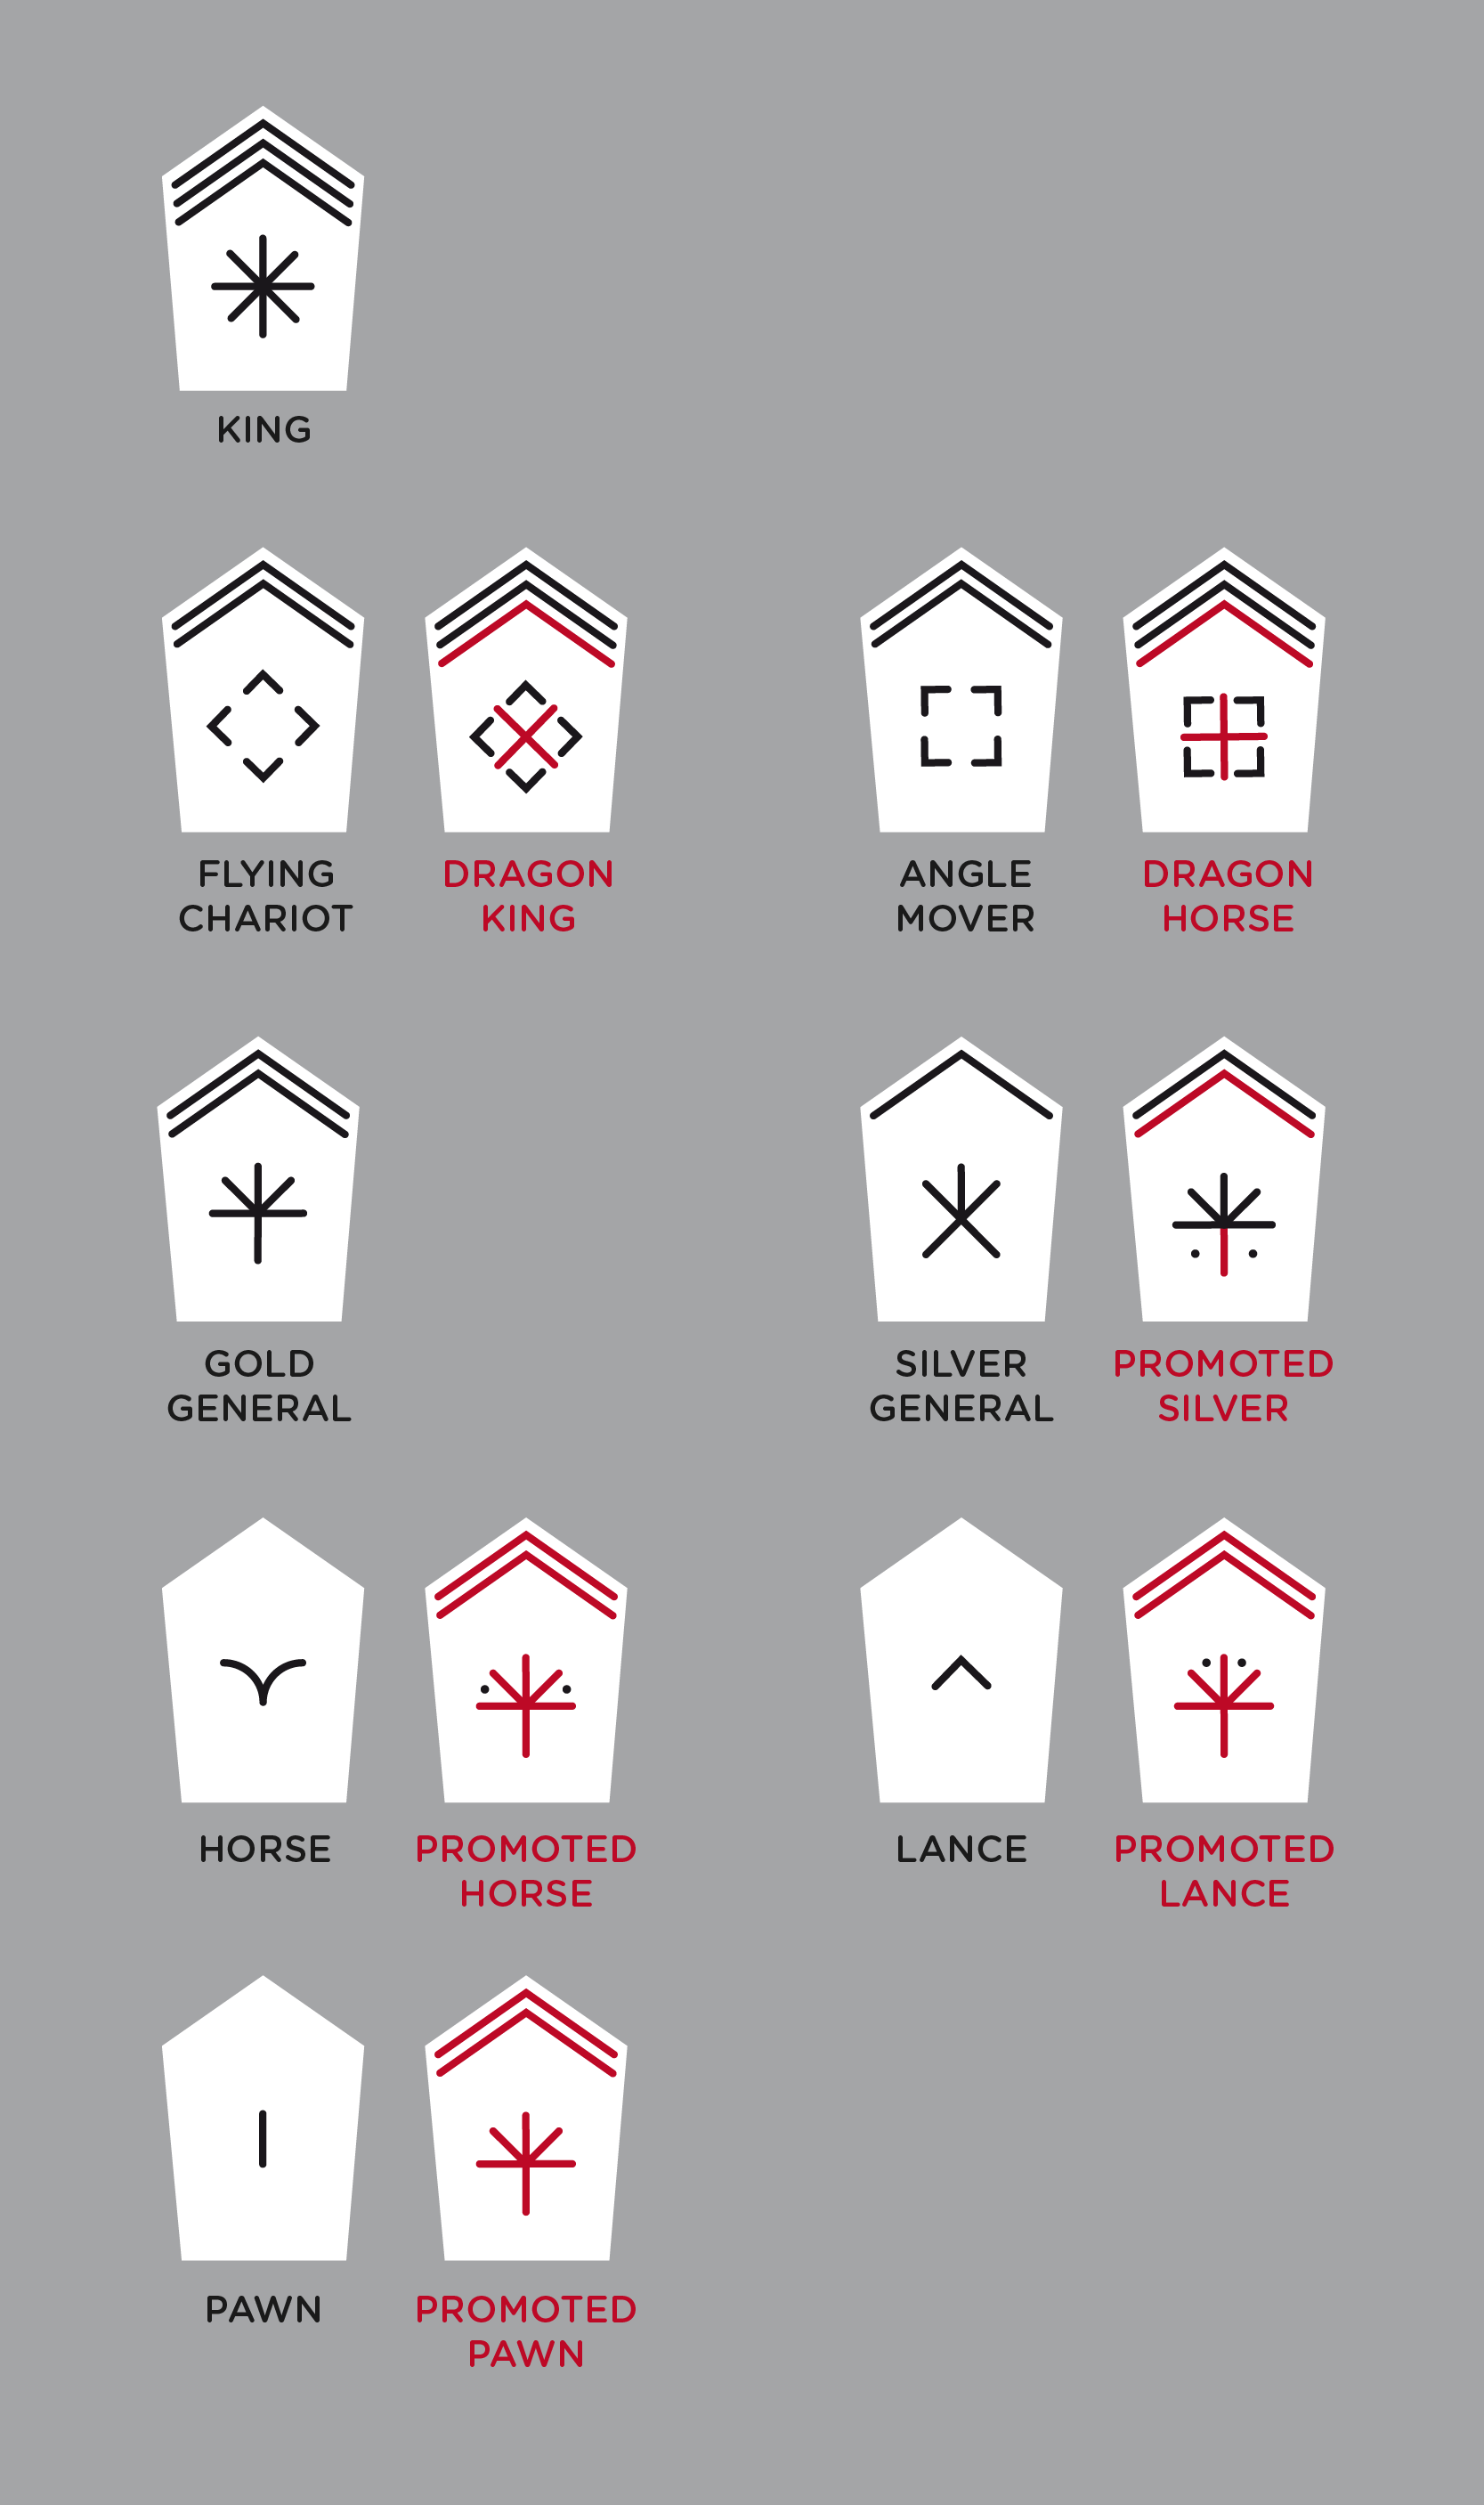 KING
FLYING
CHARIOT
DRAGON
KING
ANGLE
MOVER
DRAGON
HORSE
GOLD
GENERAL
SILVER
GENERAL
PROMOTED
SILVER
HORSE
PROMOTED
HORSE
LANCE
PROMOTED
LANCE
PAWN
PROMOTED
PAWN